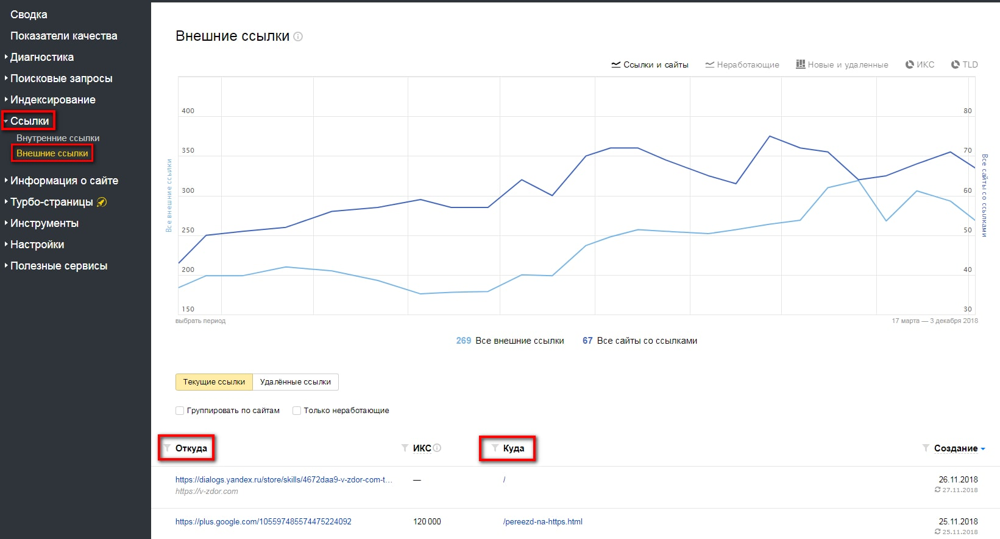 Сводка
Показатели качества
Диагностика
Поисковые запросы
Индексирование
Ссылки
Внутренние ссылки
Внешние ссылки
Информация о сайте
Турбо-страницы
Инструменты
Настройки
Полезные сервисы
Внешние ссылки
Ссылки и сайты Неработающие Новые и удаленные ИКС TLD
400 80
350 70
300 60
250 50
200 40
150 30
Все внешние ссылки
Все сайты со ссылками
выбрать период 17 марта — 3 декабря 2018
269 Все внешние ссылки 67 Все сайты со ссылками
Текущие ссылки Удалённые ссылки
Группировать по сайтам Только неработающие
Откуда ИКС Куда Создание
https://dialogs.yandex.ru/store/skills/4672daa9-v-zdor-com-t... — / 26.11.2018
https://v-zdor.com 27.11.2018
https://plus.google.com/105597485574475224092 120 000 /pereezd-na-https.html 25.11.2018
25.11.2018